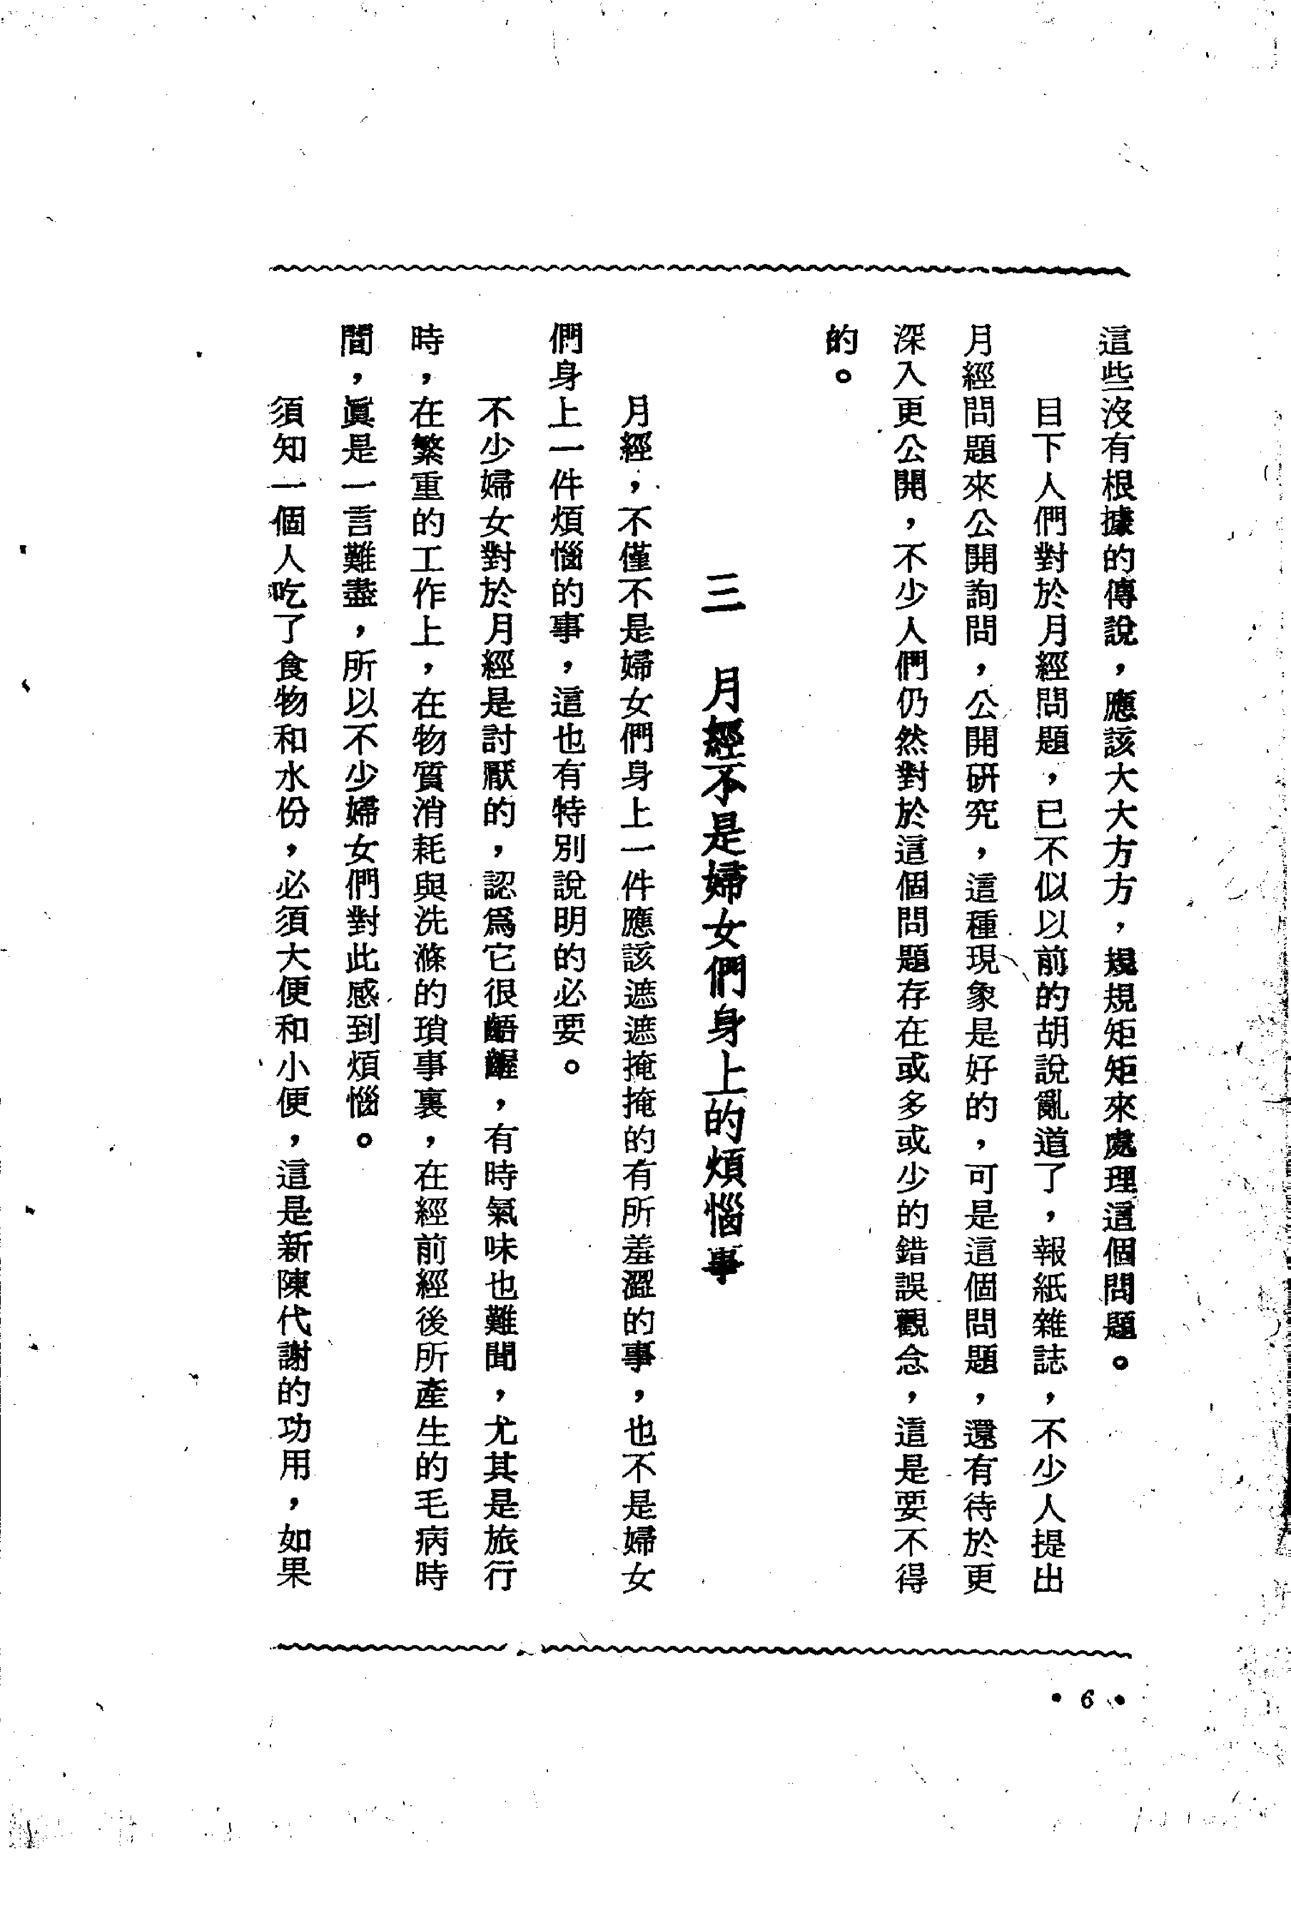 這些沒有根據的傳說，應該大大方方，規規矩矩來處理這個問題。
目下人們對於月經問題，已不似以前的胡說亂道了，報紙雜誌，不少人提出
月經問題來公開詢問，公開研究，這種現象是好的，可是這個問題，還有待於更
深入更公開，不少人們仍然對於這個問題存在或多或少的錯誤觀念，這是要不得
的。
三　月經不是婦女們身上的煩惱事
月經，不僅不是婦女們身上一件應該遮遮掩掩的有所羞澀的事，也不是婦女
們身上一件煩惱的事，這也有特別說明的必要。
不少婦女對於月經是討厭的，認爲它很齷齪，有時氣味也難聞，尤其是旅行
時，在繁重的工作上，在物質消耗與洗滌的瑣事裏，在經前經後所產生的毛病時
間，眞是一言難盡，所以不少婦女們對此感到煩惱。
須知一個人吃了食物和水份，必須大便和小便，這是新陳代謝的功用，如果
• 6 •